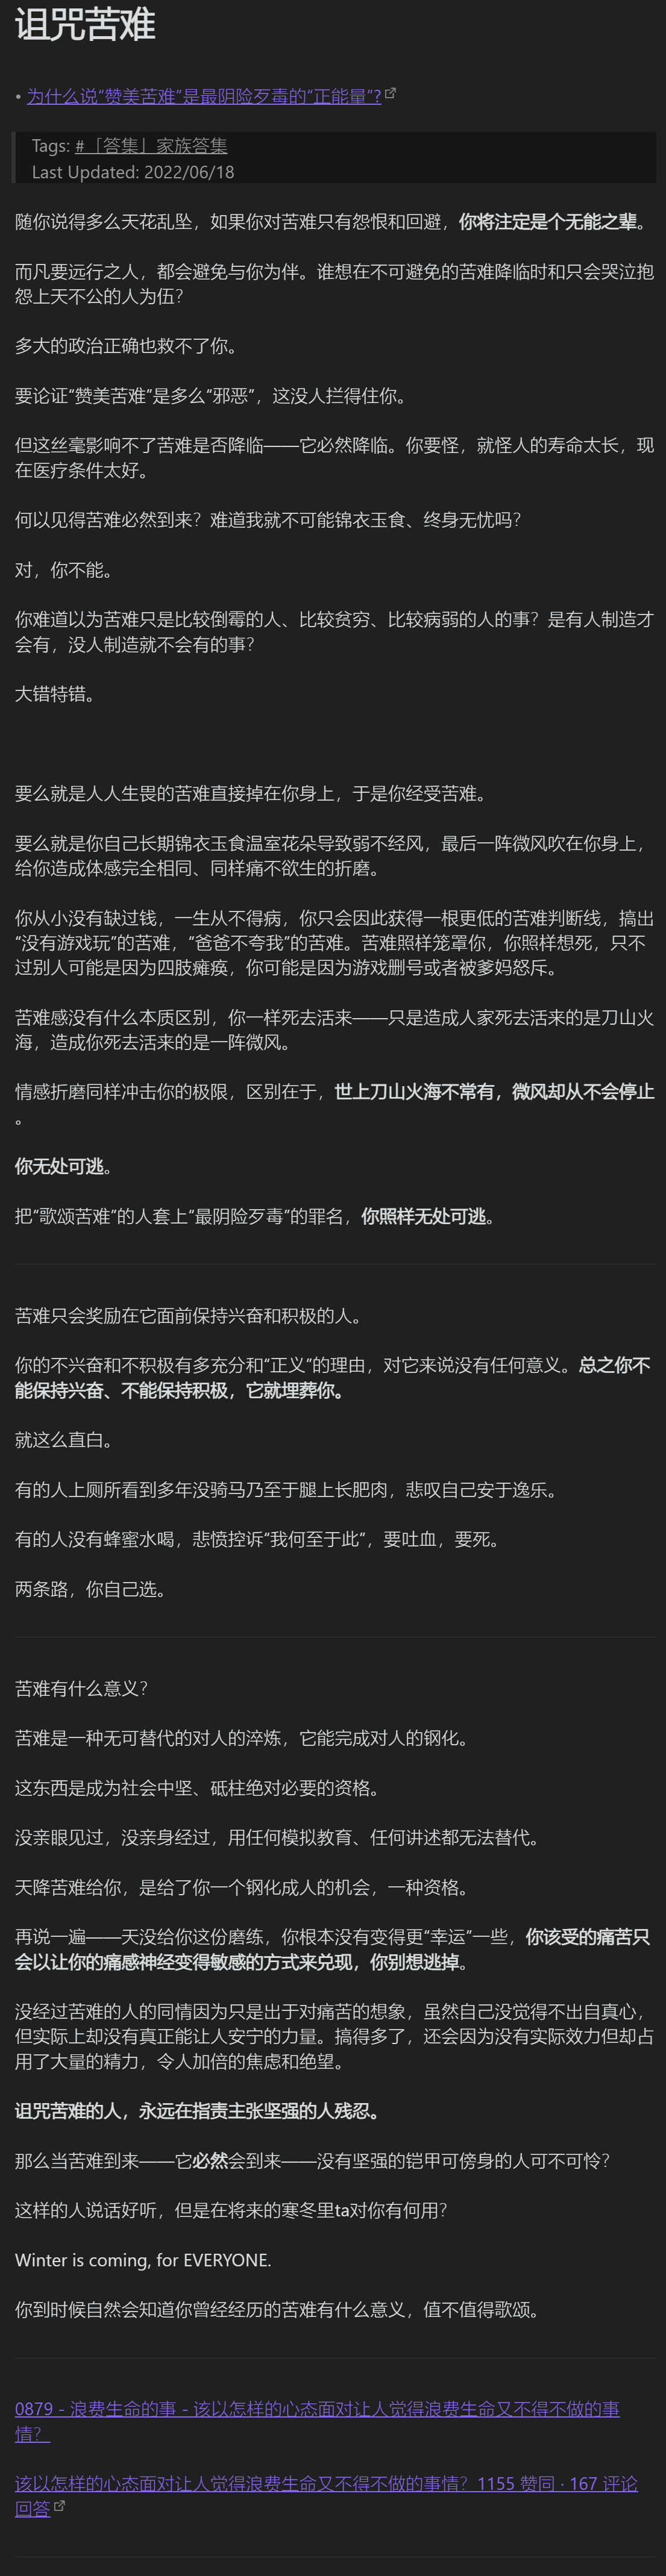 诅咒苦难
• 为什么说“赞美苦难”是最阴险歹毒的“正能量”?
Tags: #「答集」家族答集
Last Updated: 2022/06/18
随你说得多么天花乱坠，如果你对苦难只有怨恨和回避，你将注定是个无能之辈。
而凡要远行之人，都会避免与你为伴。谁想在不可避免的苦难降临时和只会哭泣抱
怨上天不公的人为伍？
多大的政治正确也救不了你。
要论证“赞美苦难”是多么“邪恶”，这没人拦得住你。
但这丝毫影响不了苦难是否降临——它必然降临。你要怪，就怪人的寿命太长，现
在医疗条件太好。
何以见得苦难必然到来？难道我就不可能锦衣玉食、终身无忧吗？
对，你不能。
你难道以为苦难只是比较倒霉的人、比较贫穷、比较病弱的人的事？是有人制造才
会有，没人制造就不会有的事？
大错特错。
要么就是人人生畏的苦难直接掉在你身上，于是你经受苦难。
要么就是你自己长期锦衣玉食温室花朵导致弱不经风，最后一阵微风吹在你身上，
给你造成体感完全相同、同样痛不欲生的折磨。
你从小没有缺过钱，一生从不得病，你只会因此获得一根更低的苦难判断线，搞出
“没有游戏玩”的苦难，“爸爸不夸我”的苦难。苦难照样笼罩你，你照样想死，只不
过别人可能是因为四肢瘫痪，你可能是因为游戏删号或者被爹妈怒斥。
苦难感没有什么本质区别，你一样死去活来——只是造成人家死去活来的是刀山火
海，造成你死去活来的是一阵微风。
情感折磨同样冲击你的极限，区别在于，世上刀山火海不常有，微风却从不会停止
。
你无处可逃。
把“歌颂苦难”的人套上“最阴险歹毒”的罪名，你照样无处可逃。
苦难只会奖励在它面前保持兴奋和积极的人。
你的不兴奋和不积极有多充分和“正义”的理由，对它来说没有任何意义。总之你不
能保持兴奋、不能保持积极，它就埋葬你。
就这么直白。
有的人上厕所看到多年没骑马乃至于腿上长肥肉，悲叹自己安于逸乐。
有的人没有蜂蜜水喝，悲愤控诉“我何至于此”，要吐血，要死。
两条路，你自己选。
苦难有什么意义？
苦难是一种无可替代的对人的淬炼，它能完成对人的钢化。
这东西是成为社会中坚、砥柱绝对必要的资格。
没亲眼见过，没亲身经过，用任何模拟教育、任何讲述都无法替代。
天降苦难给你，是给了你一个钢化成人的机会，一种资格。
再说一遍——天没给你这份磨练，你根本没有变得更“幸运”一些，你该受的痛苦只
会以让你的痛感神经变得敏感的方式来兑现，你别想逃掉。
没经过苦难的人的同情因为只是出于对痛苦的想象，虽然自己没觉得不出自真心，
但实际上却没有真正能让人安宁的力量。搞得多了，还会因为没有实际效力但却占
用了大量的精力，令人加倍的焦虑和绝望。
诅咒苦难的人，永远在指责主张坚强的人残忍。
那么当苦难到来——它必然会到来——没有坚强的铠甲可傍身的人可不可怜？
这样的人说话好听，但是在将来的寒冬里ta对你有何用？
Winter is coming, for EVERYONE.
你到时候自然会知道你曾经经历的苦难有什么意义，值不值得歌颂。
0879 - 浪费生命的事 - 该以怎样的心态面对让人觉得浪费生命又不得不做的事
情？
该以怎样的心态面对让人觉得浪费生命又不得不做的事情？1155 赞同 · 167 评论
回答